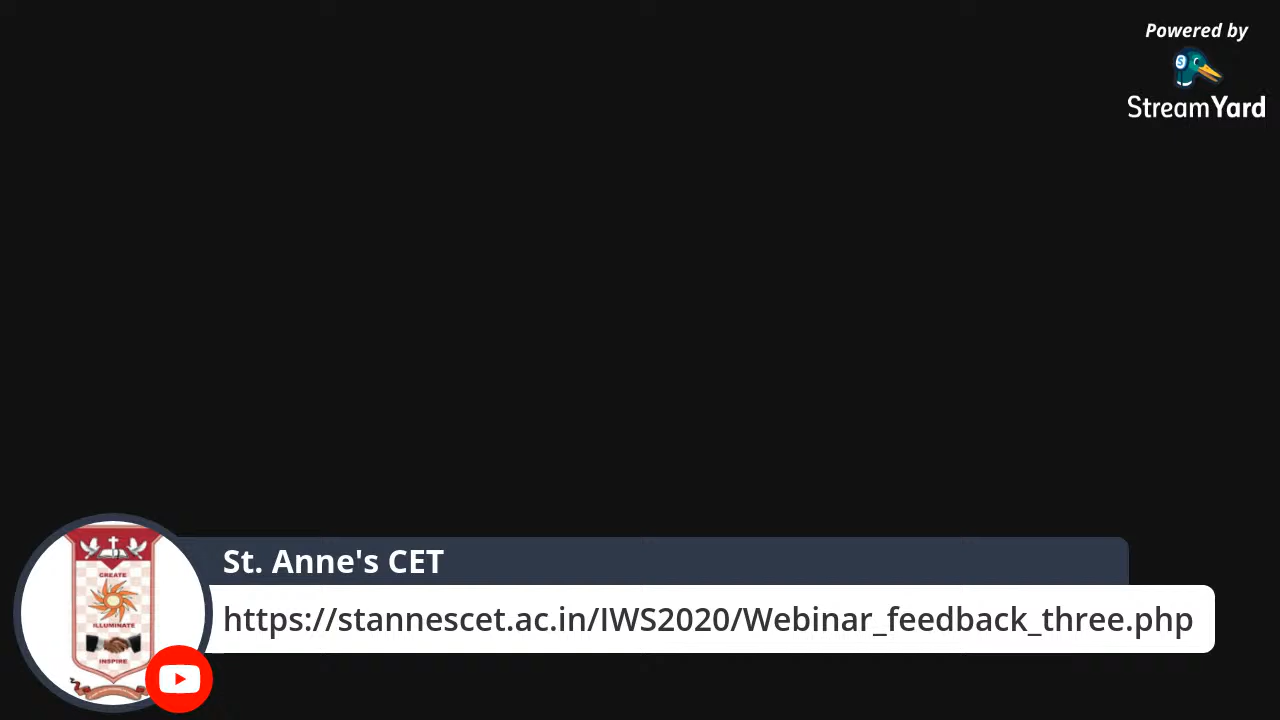 Powered by
StreamYard
St. Anne's CET
https://stannescet.ac.in/IWS2020/Webinar_feedback_three.php
CREATE
ILLUMINATE
INSPIRE